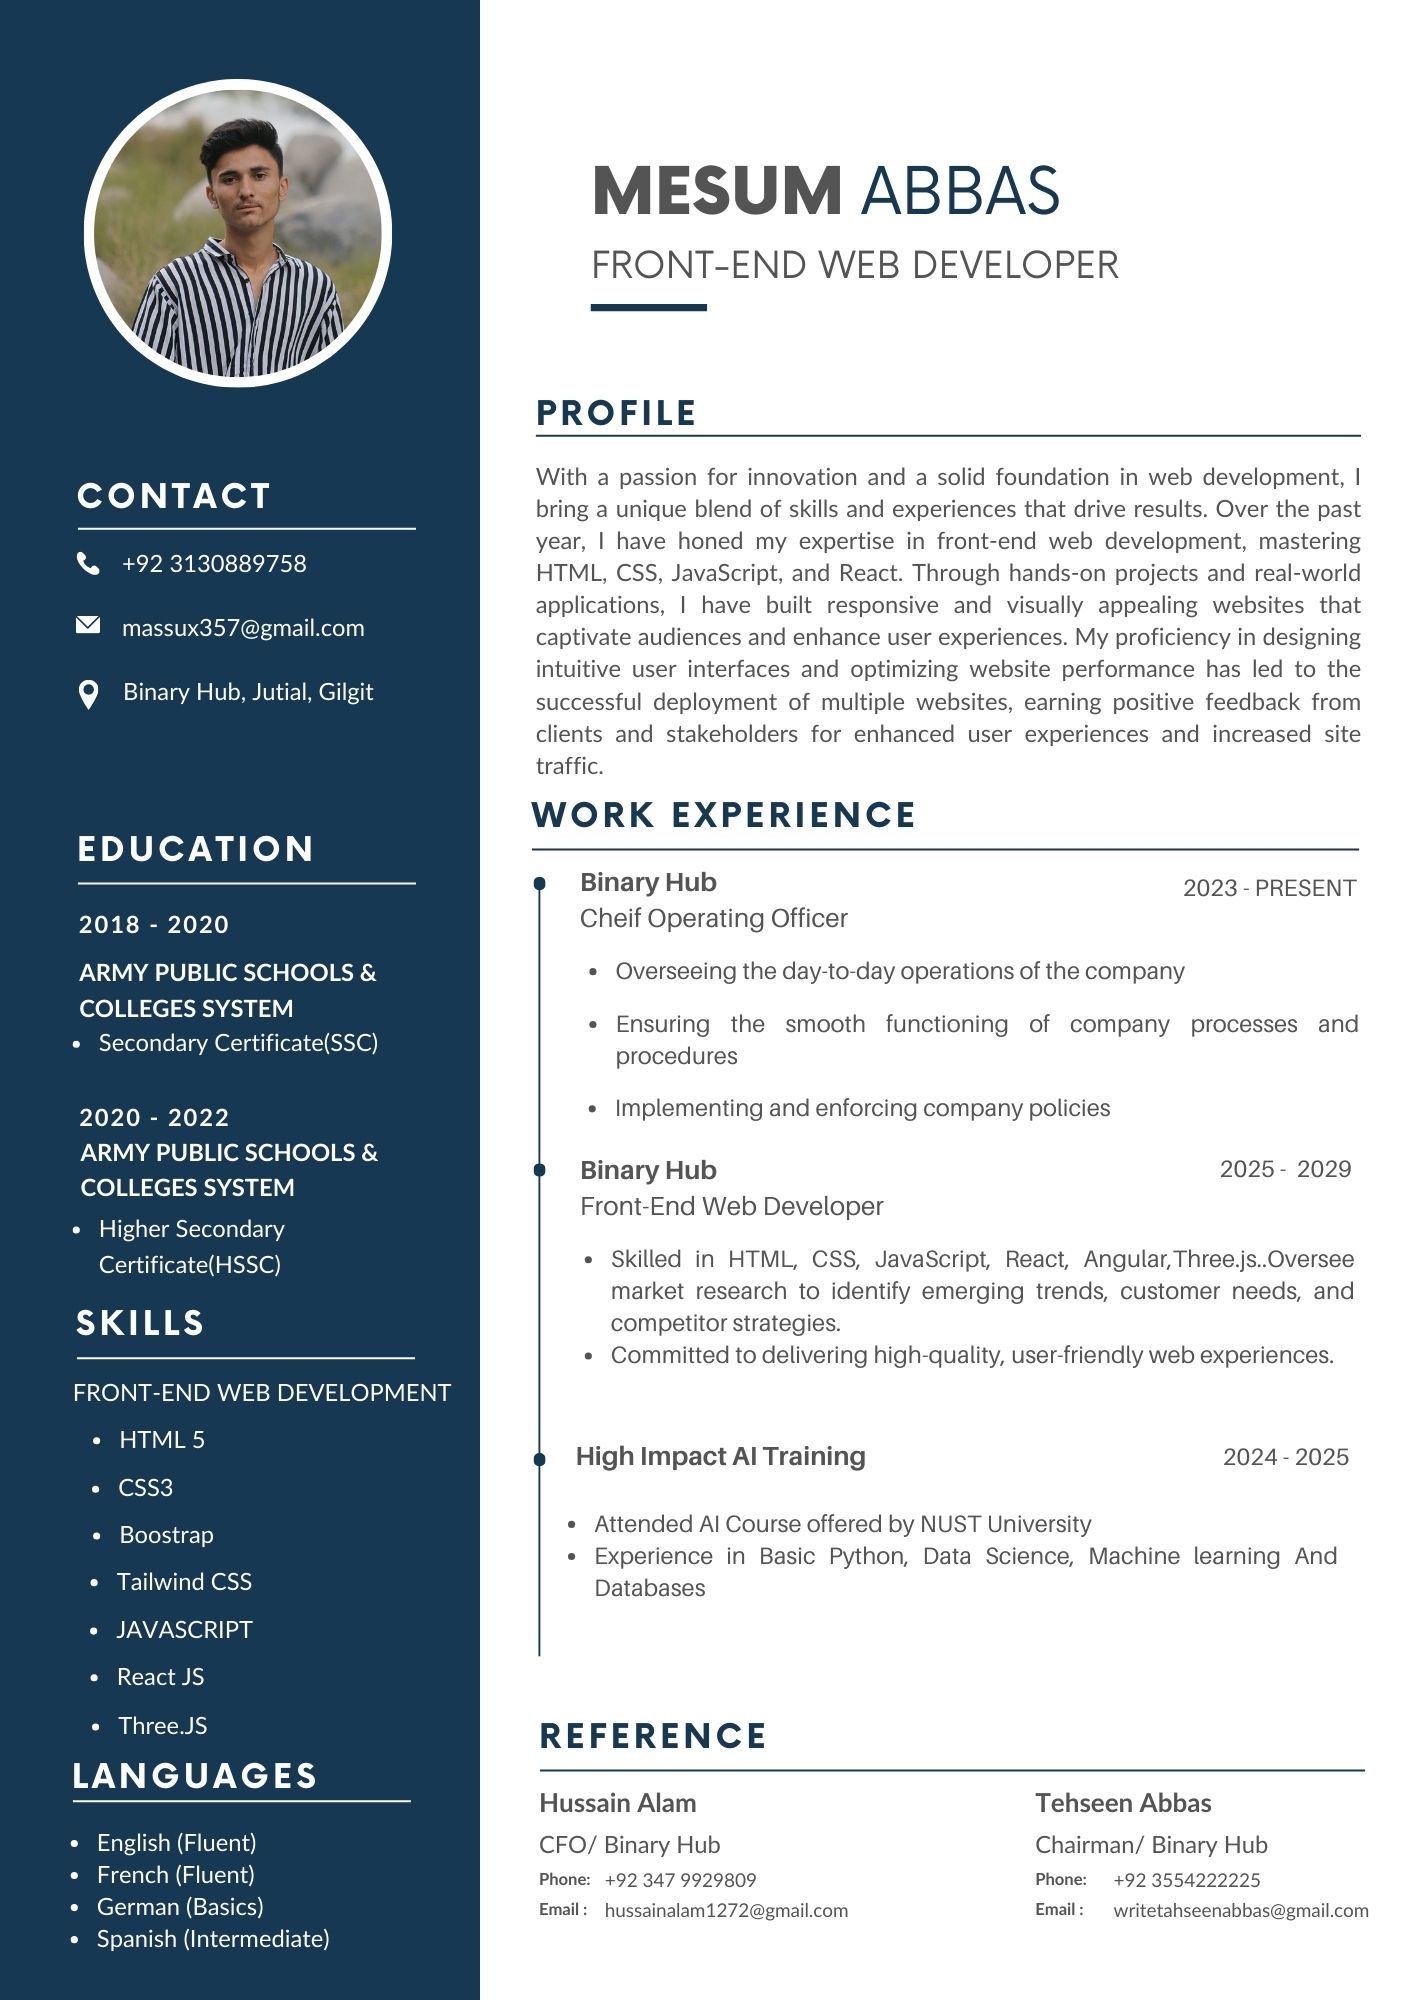 MESUM ABBAS
FRONT-END WEB DEVELOPER
CONTACT
+92 3130889758
massux357@gmail.com
Binary Hub, Jutial, Gilgit
EDUCATION
2018 - 2020
ARMY PUBLIC SCHOOLS &
COLLEGES SYSTEM
• Secondary Certificate(SSC)
2020 - 2022
ARMY PUBLIC SCHOOLS &
COLLEGES SYSTEM
• Higher Secondary
Certificate(HSSC)
SKILLS
FRONT-END WEB DEVELOPMENT
• HTML 5
• CSS3
• Boostrap
• Tailwind CSS
• JAVASCRIPT
• React JS
• Three.JS
LANGUAGES
• English (Fluent)
• French (Fluent)
• German (Basics)
• Spanish (Intermediate)
PROFILE
With a passion for innovation and a solid foundation in web development, I
bring a unique blend of skills and experiences that drive results. Over the past
year, I have honed my expertise in front-end web development, mastering
HTML, CSS, JavaScript, and React. Through hands-on projects and real-world
applications, I have built responsive and visually appealing websites that
captivate audiences and enhance user experiences. My proficiency in designing
intuitive user interfaces and optimizing website performance has led to the
successful deployment of multiple websites, earning positive feedback from
clients and stakeholders for enhanced user experiences and increased site
traffic.
WORK EXPERIENCE
Binary Hub 2023 - PRESENT
Cheif Operating Officer
• Overseeing the day-to-day operations of the company
• Ensuring the smooth functioning of company processes and
procedures
• Implementing and enforcing company policies
Binary Hub 2025 - 2029
Front-End Web Developer
• Skilled in HTML, CSS, JavaScript, React, Angular,Three.js..Oversee
market research to identify emerging trends, customer needs, and
competitor strategies.
• Committed to delivering high-quality, user-friendly web experiences.
High Impact AI Training 2024 - 2025
• Attended AI Course offered by NUST University
• Experience in Basic Python, Data Science, Machine learning And
Databases
REFERENCE
Hussain Alam
CFO/ Binary Hub
Phone: +92 347 9929809
Email : hussainalam1272@gmail.com
Tehseen Abbas
Chairman/ Binary Hub
Phone: +92 3554222225
Email : writetahseenabbas@gmail.com